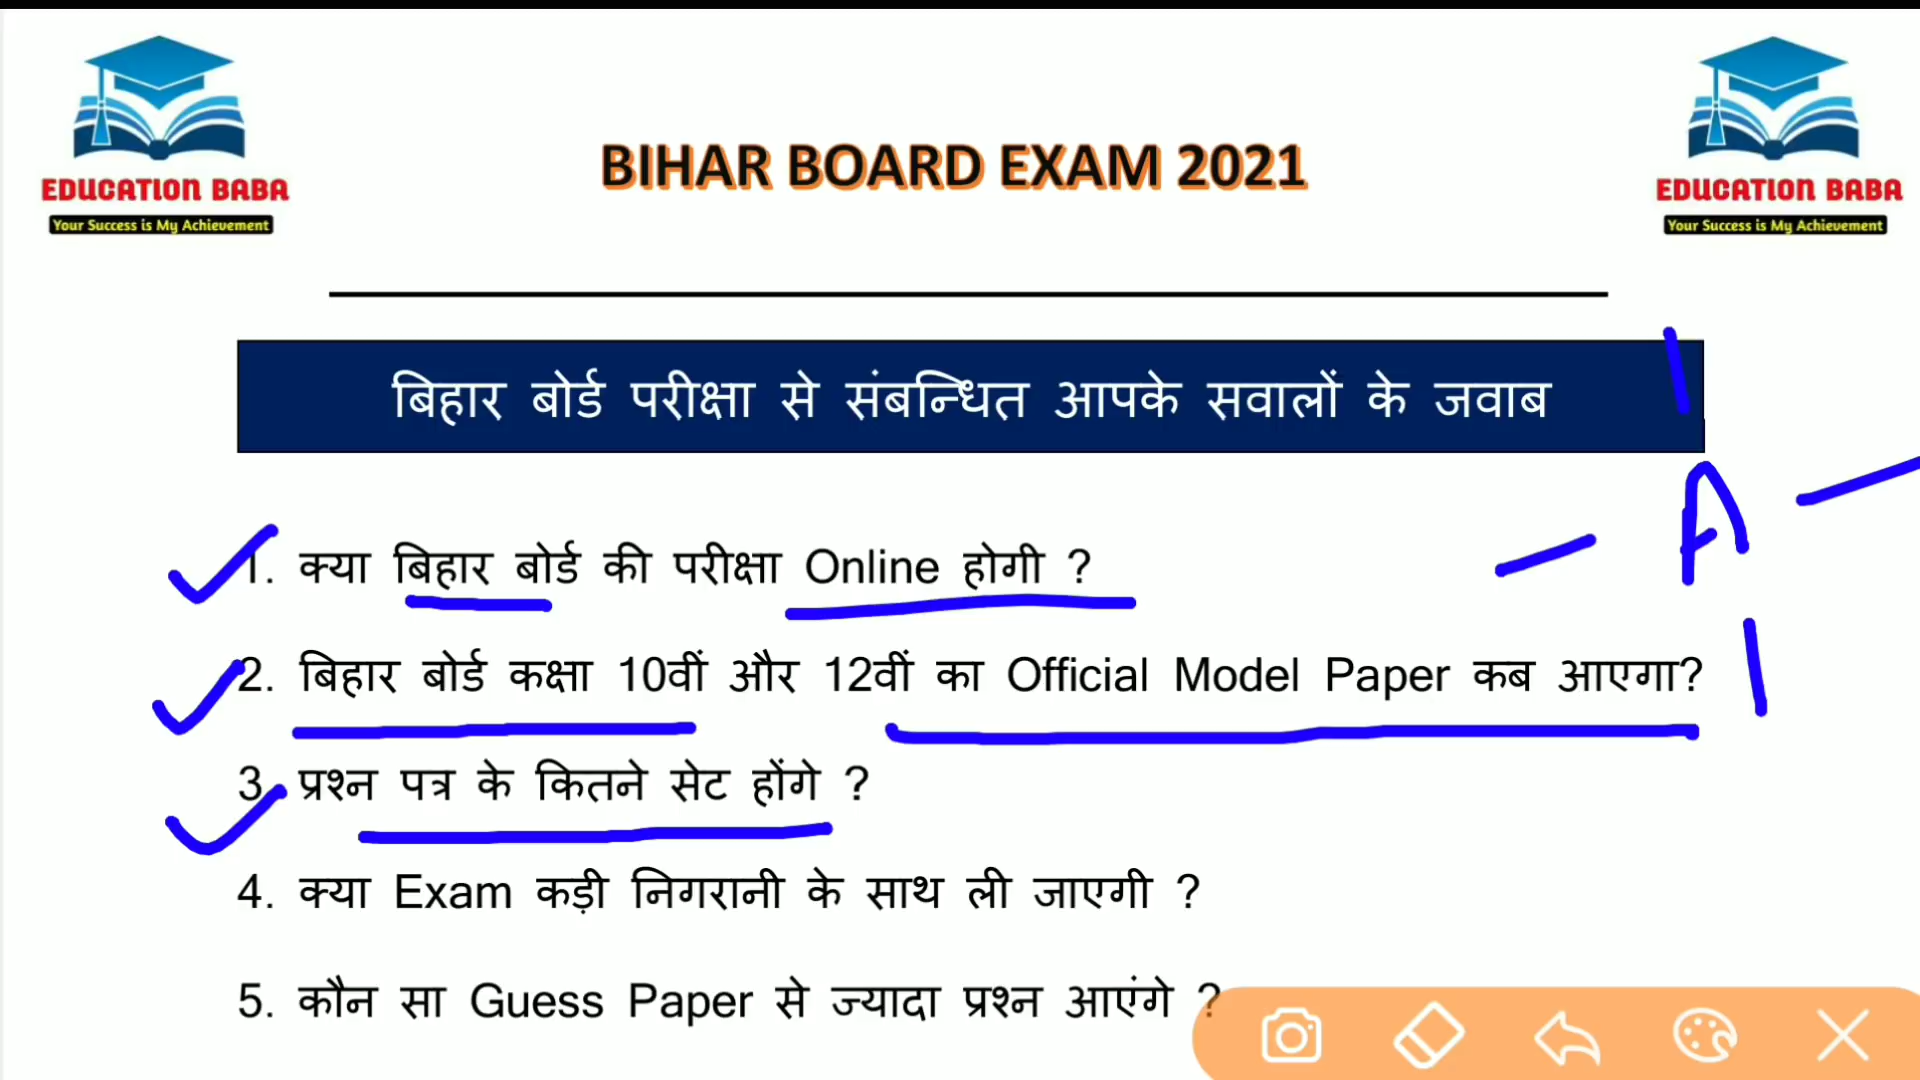 EDUCATION BABA
Your Success is My Achievement
BIHAR BOARD EXAM 2021
EDUCATION BABA
Your Success is My Achievement
बिहार बोर्ड परीक्षा से संबन्धित आपके सवालों के जवाब
A
1. क्या बिहार बोर्ड की परीक्षा Online होगी ?
2. बिहार बोर्ड कक्षा 10वीं और 12वीं का Official Model Paper कब आएगा?
3. प्रश्न पत्र के कितने सेट होंगे ?
4. क्या Exam कड़ी निगरानी के साथ ली जाएगी ?
5. कौन सा Guess Paper से ज्यादा प्रश्न आएंगे ?